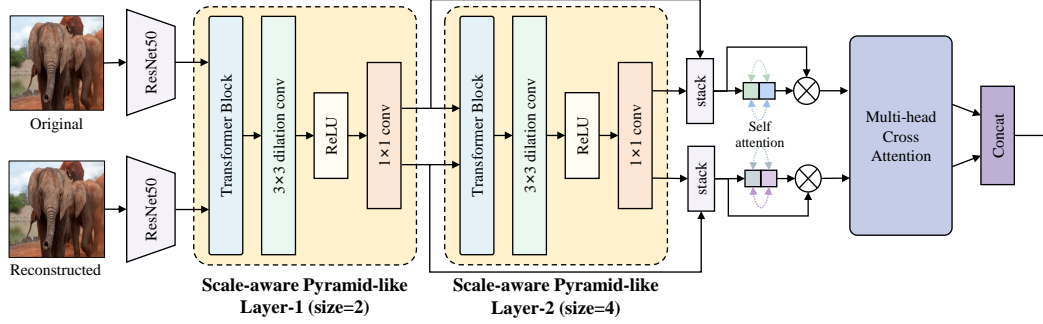 Original
ResNet50
Reconstructed
ResNet50
Transformer Block
3×3 dilation conv
ReLU
1×1 conv
Scale-aware Pyramid-like
Layer-1 (size=2)
Transformer Block
3×3 dilation conv
ReLU
1×1 conv
Scale-aware Pyramid-like
Layer-2 (size=4)
stack
stack
Self
attention
Multi-head
Cross
Attention
Concat